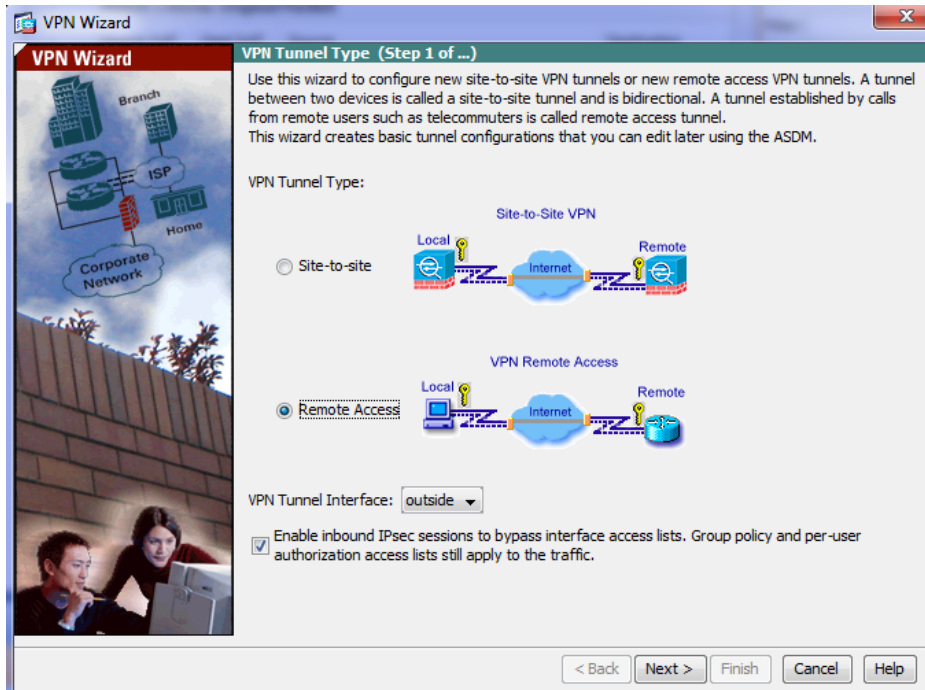 VPN Wizard
VPN Wizard
VPN Tunnel Type (Step 1 of ...)
Use this wizard to configure new site-to-site VPN tunnels or new remote access VPN tunnels. A tunnel
between two devices is called a site-to-site tunnel and is bidirectional. A tunnel established by calls
from remote users such as telecommuters is called remote access tunnel.
This wizard creates basic tunnel configurations that you can edit later using the ASDM.
Branch
ISP
Home
Corporate
Network
VPN Tunnel Type:
Site-to-Site VPN
Site-to-site
Local
Internet
Remote
VPN Remote Access
Remote Access
Local
Internet
Remote
VPN Tunnel Interface: outside
Enable inbound IPsec sessions to bypass interface access lists. Group policy and per-user
authorization access lists still apply to the traffic.
< Back Next > Finish Cancel Help